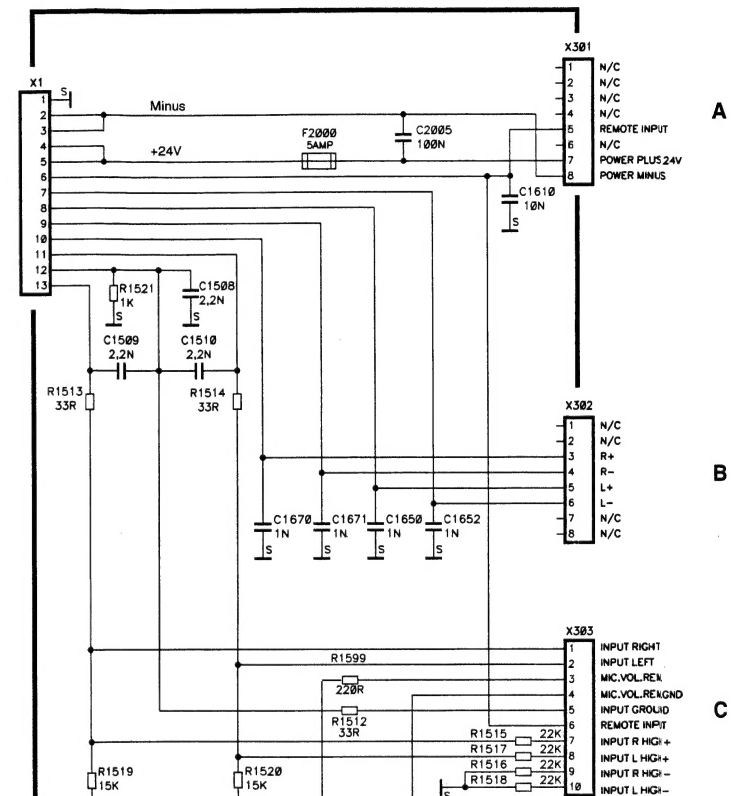 X301
1 N/C
2 N/C
3 N/C
4 N/C
5 REMOTE INPUT
6 N/C
7 POWER PLUS 24V
8 POWER MINUS
A
X1
1
2
3
4
5
6
7
8
9
10
11
12
13
S
Minus
+24V
F2000
5AMP
C2005
100N
C1610
10N
S
R1521
1K
S
C1508
2,2N
S
C1509
2,2N
C1510
2,2N
R1513
33R
R1514
33R
X302
1 N/C
2 N/C
3 R+
4 R-
5 L+
6 L-
7 N/C
8 N/C
B
C1670
1N
S
C1671
1N
S
C1650
1N
S
C1652
1N
S
X303
1 INPUT RIGHT
2 INPUT LEFT
3 MIC.VOL.REM.
4 MIC.VOL.REM.GND
5 INPUT GROUND
6 REMOTE INPUT
7 INPUT R HIGH +
8 INPUT L HIGH +
9 INPUT R HIGH -
10 INPUT L HIGH -
C
R1599
220R
R1512
33R
R1515 22K
R1517 22K
R1516 22K
R1518 22K
S
R1519
15K
R1520
15K